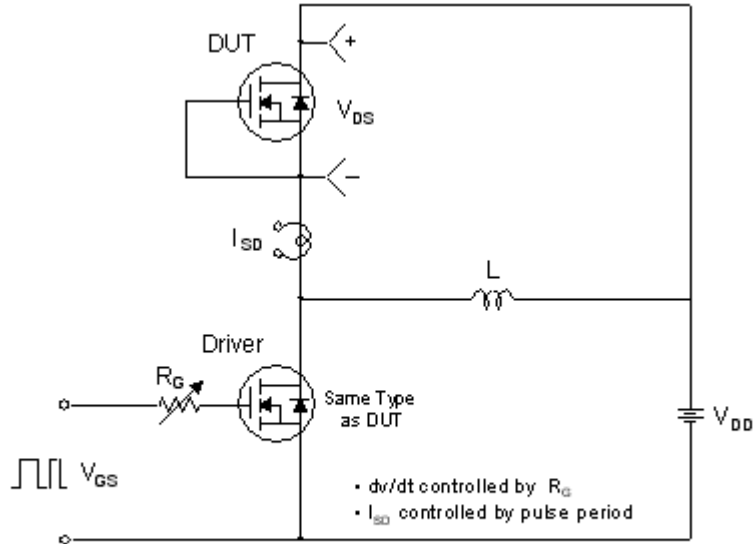 DUT
+
VDS
−
ISD
L
Driver
RG
Same Type
as DUT
VDD
VGS
• dv/dt controlled by RG
• ISD controlled by pulse period